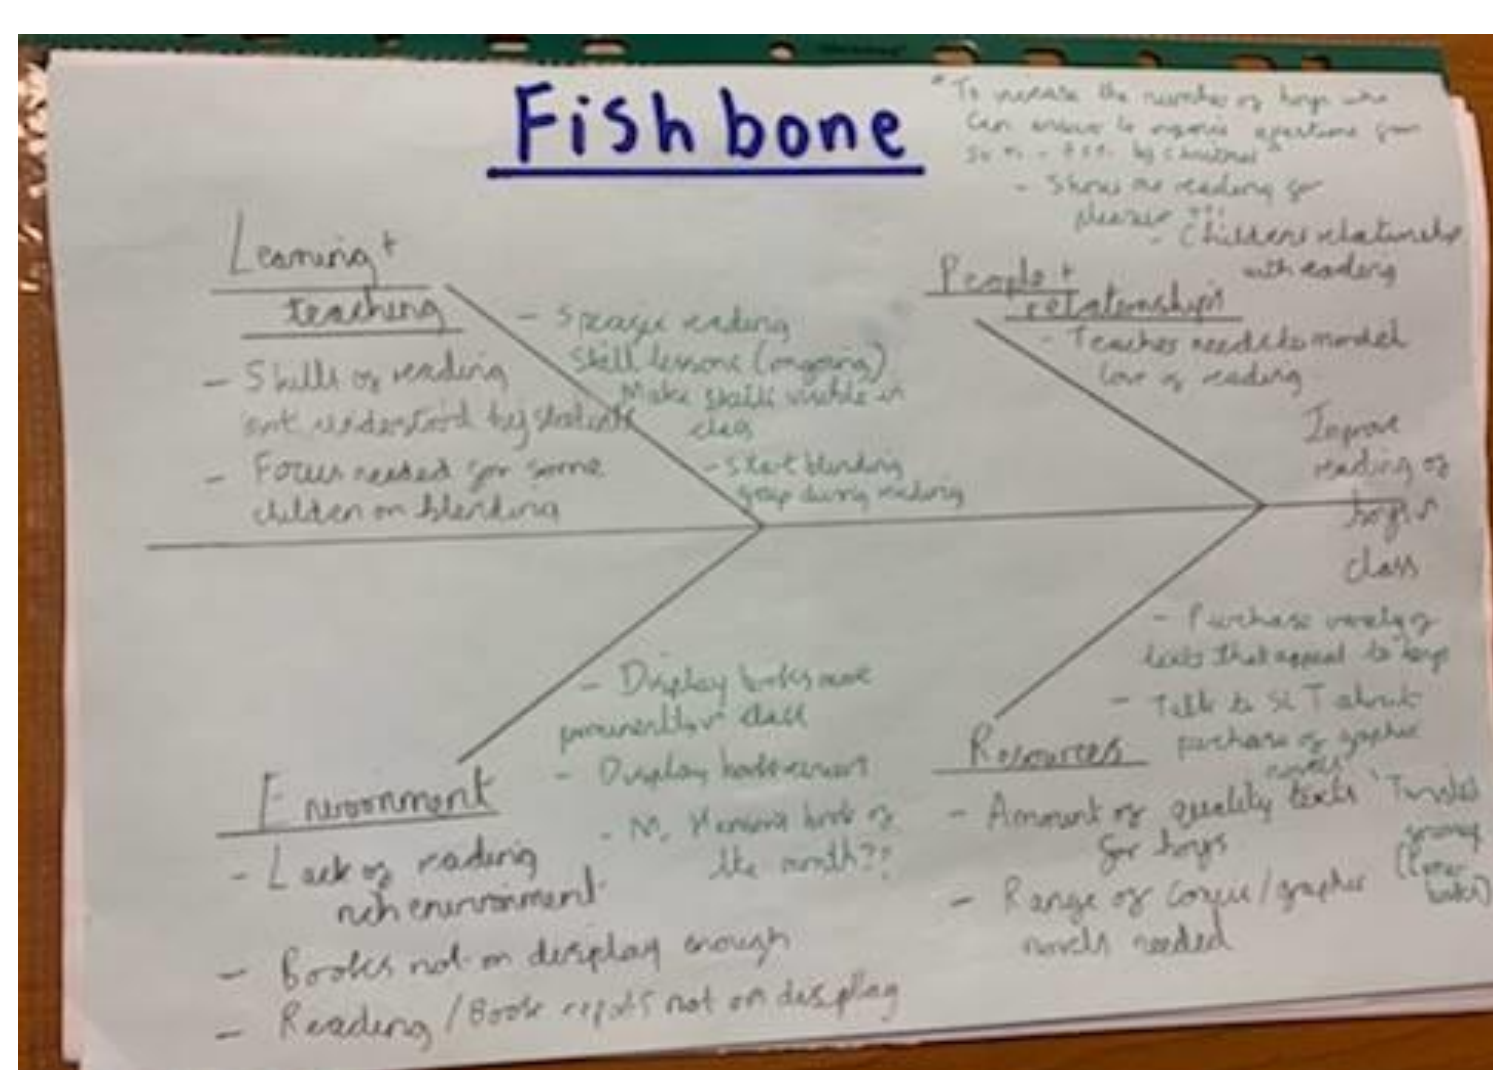 Fishbone
* To increase the number of boys who
can answer to inference questions from
by Christmas
- Show me reading for
pleasure ???
- Childrens relationship
with reading
Learning +
teaching
- Skills of reading
not understood by students
- Focus needed for some
children on blending
- Specific reading
skill lessons (ongoing)
Make skills visible in
class
- Start blending
group during reading
People +
relationships
- Teacher needs to model
love of reading
Improve
reading of
boys in
class
Environment
- Lack of reading
rich environment
- Books not on display enough
- Reading / Book reports not on display
- Display books more
prominently in class
- Display book reviews
- Mr book of
the month??
Resources
- Amount of quality texts
for boys
- Range of comic / graphic
novels needed
- Purchase variety of
texts that appeal to boys
- Talk to SLT about
purchase of graphic
novels